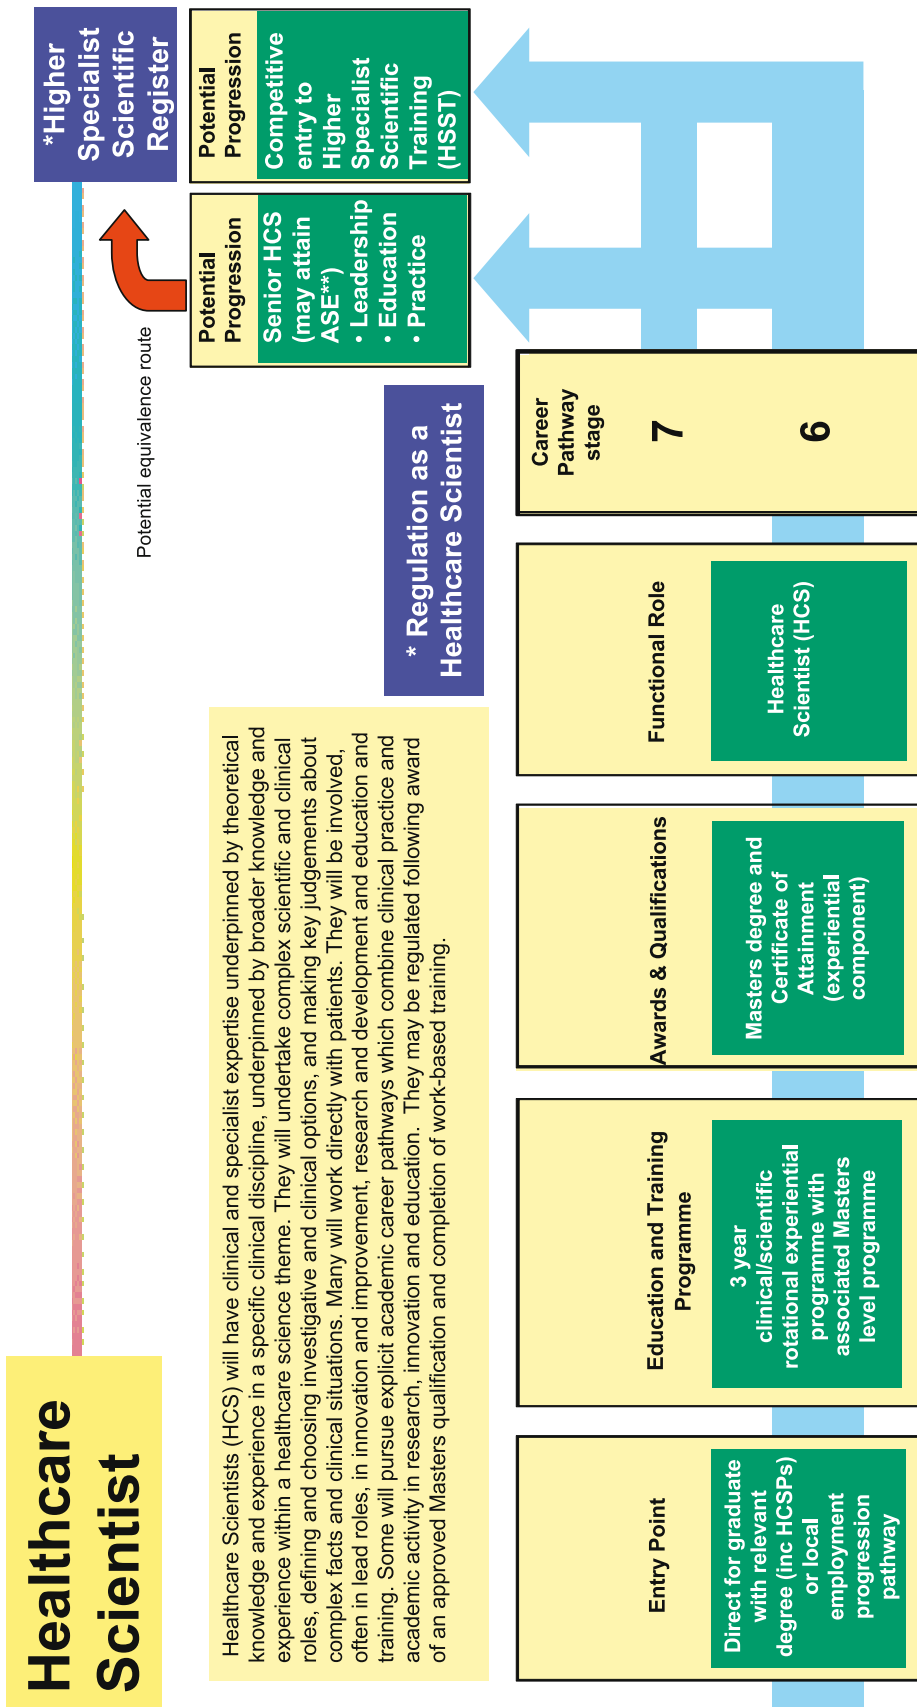 Healthcare
Scientist
*Higher
Specialist
Scientific
Register
Potential equivalence route
Healthcare Scientists (HCS) will have clinical and specialist expertise underpinned by theoretical
knowledge and experience in a specific clinical discipline, underpinned by broader knowledge and
experience within a healthcare science theme. They will undertake complex scientific and clinical
roles, defining and choosing investigative and clinical options, and making key judgements about
complex facts and clinical situations. Many will work directly with patients. They will be involved,
often in lead roles, in innovation and improvement, research and development and education and
training. Some will pursue explicit academic career pathways which combine clinical practice and
academic activity in research, innovation and education. They may be regulated following award
of an approved Masters qualification and completion of work-based training.
* Regulation as a
Healthcare Scientist
Potential
Progression
Senior HCS
(may attain
ASE**)
• Leadership
• Education
• Practice
Potential
Progression
Competitive
entry to
Higher
Specialist
Scientific
Training
(HSST)
Entry Point
Direct for graduate
with relevant
degree (inc HCSPs)
or local
employment
progression
pathway
Education and Training
Programme
3 year
clinical/scientific
rotational experiential
programme with
associated Masters
level programme
Awards & Qualifications
Masters degree and
Certificate of
Attainment
(experiential
component)
Functional Role
Healthcare
Scientist (HCS)
Career
Pathway
stage
7
6